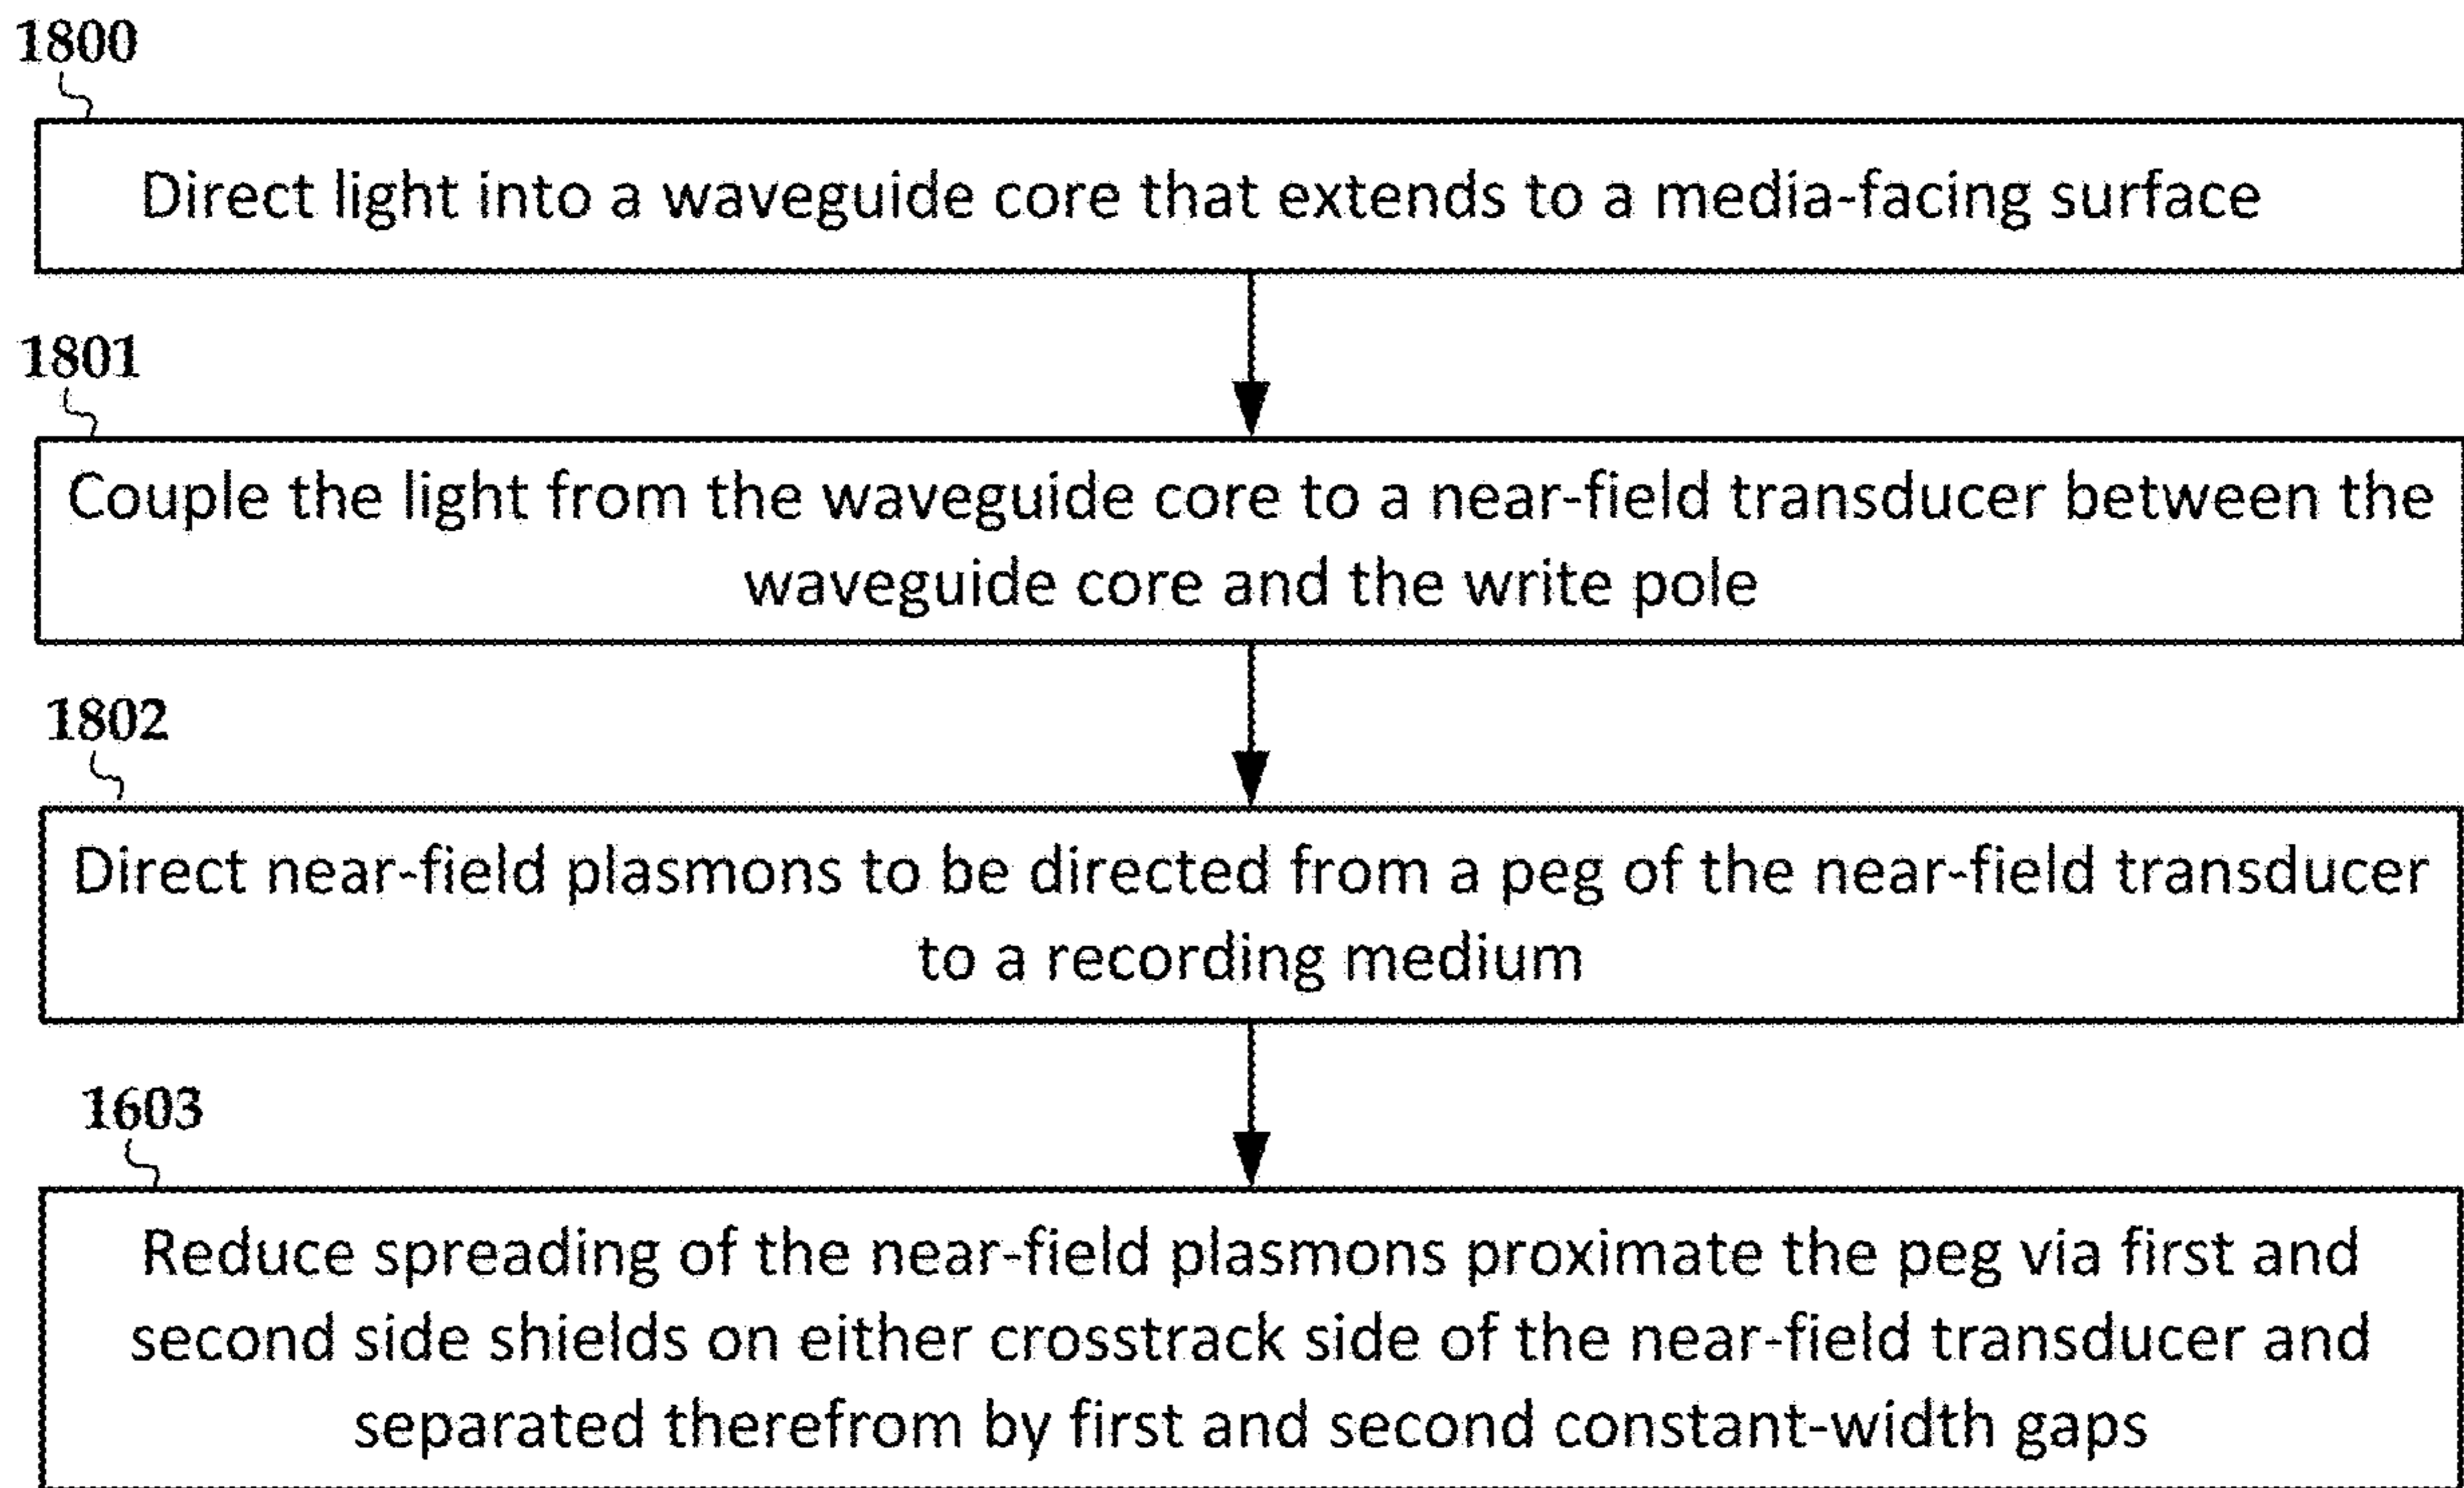 1800
Direct light into a waveguide core that extends to a media-facing surface
1801
Couple the light from the waveguide core to a near-field transducer between the
waveguide core and the write pole
1802
Direct near-field plasmons to be directed from a peg of the near-field transducer
to a recording medium
1603
Reduce spreading of the near-field plasmons proximate the peg via first and
second side shields on either crosstrack side of the near-field transducer and
separated therefrom by first and second constant-width gaps